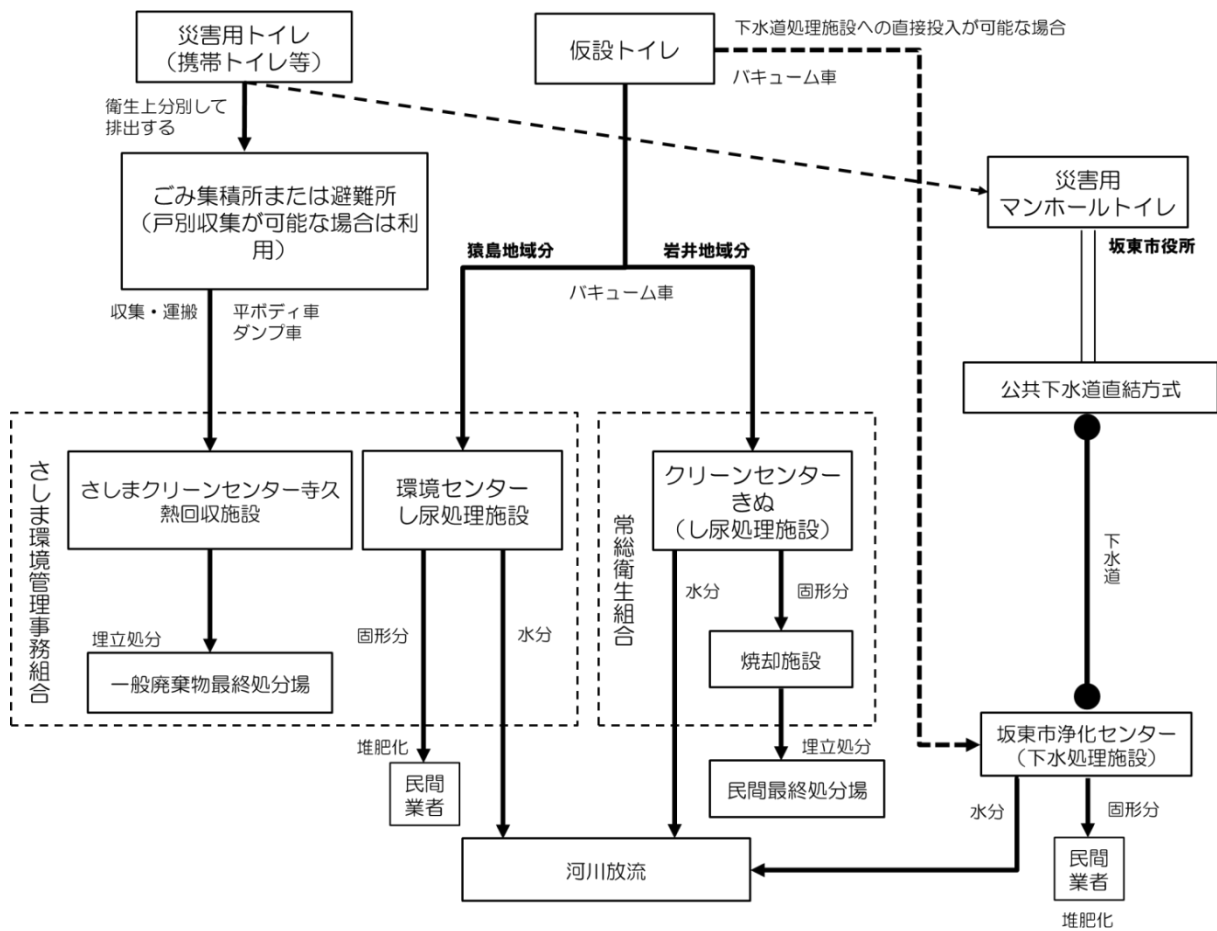 災害用トイレ
（携帯トイレ等）
仮設トイレ
下水道処理施設への直接投入が可能な場合
バキューム車
衛生上分別して
排出する
ごみ集積所または避難所
（戸別収集が可能な場合は利
用）
災害用
マンホールトイレ
坂東市役所
猿島地域分
岩井地域分
バキューム車
収集・運搬
平ボディ車
ダンプ車
公共下水道直結方式
さしま環境管理事務組合
さしまクリーンセンター寺久
熱回収施設
環境センター
し尿処理施設
常総衛生組合
クリーンセンター
きぬ
（し尿処理施設）
下水道
水分
固形分
固形分
水分
埋立処分
一般廃棄物最終処分場
焼却施設
坂東市浄化センター
（下水処理施設）
堆肥化
民間
業者
埋立処分
民間最終処分場
水分
固形分
河川放流
民間
業者
堆肥化